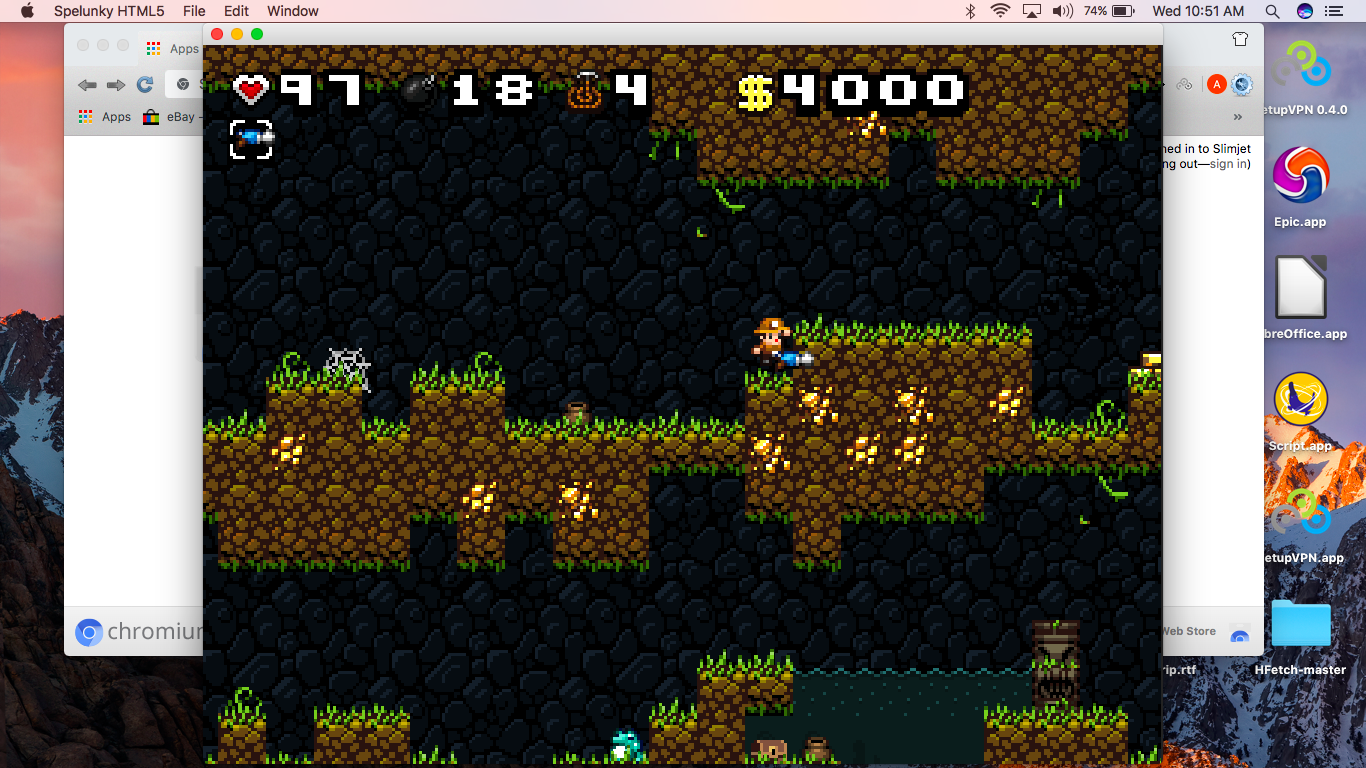 Spelunky HTML5 File Edit Window 74% Wed 10:51 AM
Apps
S
A
Apps eBay – »
ned in to Slimjet
ng out—sign in)
97 18 4 $4000
etupVPN 0.4.0
Epic.app
breOffice.app
Script.app
etupVPN.app
chromiur
Web Store
rip.rtf HFetch-master